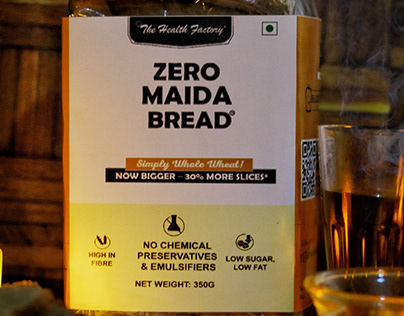 "The Health Factory"
ZERO
MAIDA
BREAD®
Simply Whole Wheat!
NOW BIGGER – 30% MORE SLICES*
HIGH IN
FIBRE
NO CHEMICAL
PRESERVATIVES
& EMULSIFIERS
LOW SUGAR,
LOW FAT
NET WEIGHT: 350G